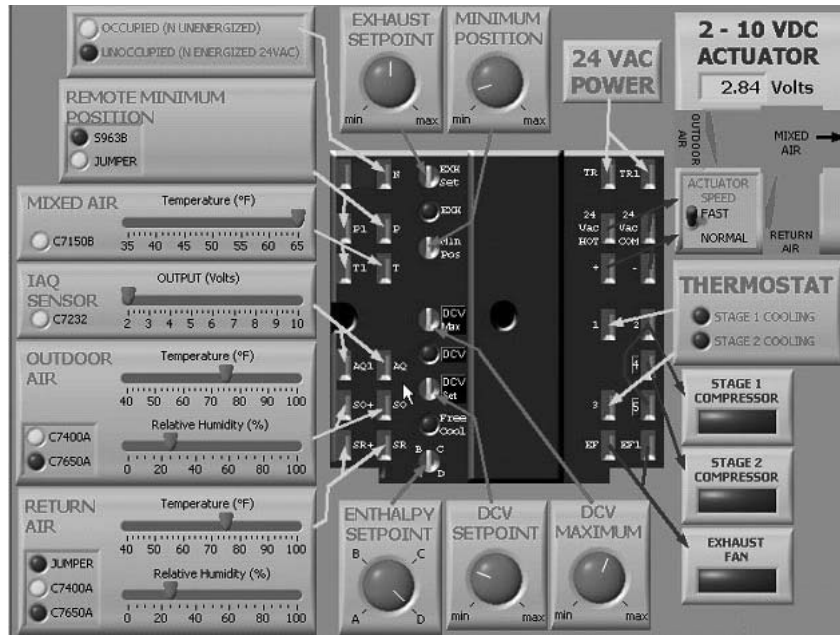 OCCUPIED (N UNENERGIZED)
UNOCCUPIED (N ENERGIZED 24VAC)
REMOTE MINIMUM
POSITION
S963B
JUMPER
MIXED AIR
Temperature (°F)
C7150B
35 40 45 50 55 60 65
IAQ
SENSOR
OUTPUT (Volts)
C7232
2 3 4 5 6 7 8 9 10
OUTDOOR
AIR
Temperature (°F)
40 50 60 70 80 90 100
C7400A
C7650A
Relative Humidity (%)
0 20 40 60 80 100
RETURN
AIR
Temperature (°F)
40 50 60 70 80 90 100
JUMPER
C7400A
C7650A
Relative Humidity (%)
0 20 40 60 80 100
EXHAUST
SETPOINT
min max
MINIMUM
POSITION
min max
24 VAC
POWER
2 - 10 VDC
ACTUATOR
2.84 Volts
OUTDOOR
AIR
MIXED
AIR
RETURN
AIR
ACTUATOR
SPEED
FAST
NORMAL
THERMOSTAT
STAGE 1 COOLING
STAGE 2 COOLING
STAGE 1
COMPRESSOR
STAGE 2
COMPRESSOR
EXHAUST
FAN
N
EXH
Set
P1 P
EXH
Min
Pos
T1 T
DCV
Max
DCV
AQ1 AQ
DCV
Set
SO+ SO
Free
Cool
SR+ SR
B C
D
TR TR1
24
Vac
HOT
24
Vac
COM
+ -
1 2
4
3 5
EF EF1
ENTHALPY
SETPOINT
B C
A D
DCV
SETPOINT
min max
DCV
MAXIMUM
min max